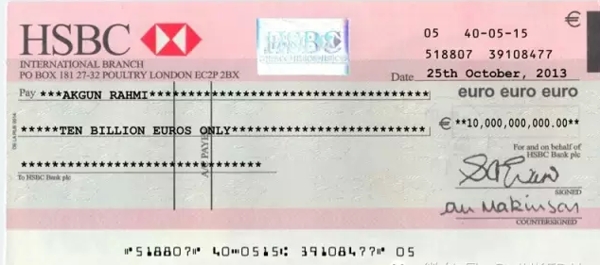 HSBC
INTERNATIONAL BRANCH
PO BOX 181 27-32 POULTRY LONDON EC2P 2BX
HSBC
€
05 40-05-15
518807 39108477
Date 25th October, 2013
Pay ***AKGUN RAHMI***********************************
euro euro euro
*****TEN BILLION EUROS ONLY************************
€ **10,000,000,000.00**
******************************
A/C PAYEE
To HSBC Bank plc
For and on behalf of
HSBC Bank plc
SIGNED
COUNTERSIGNED
"518807" 40"0515: 39108477" 05